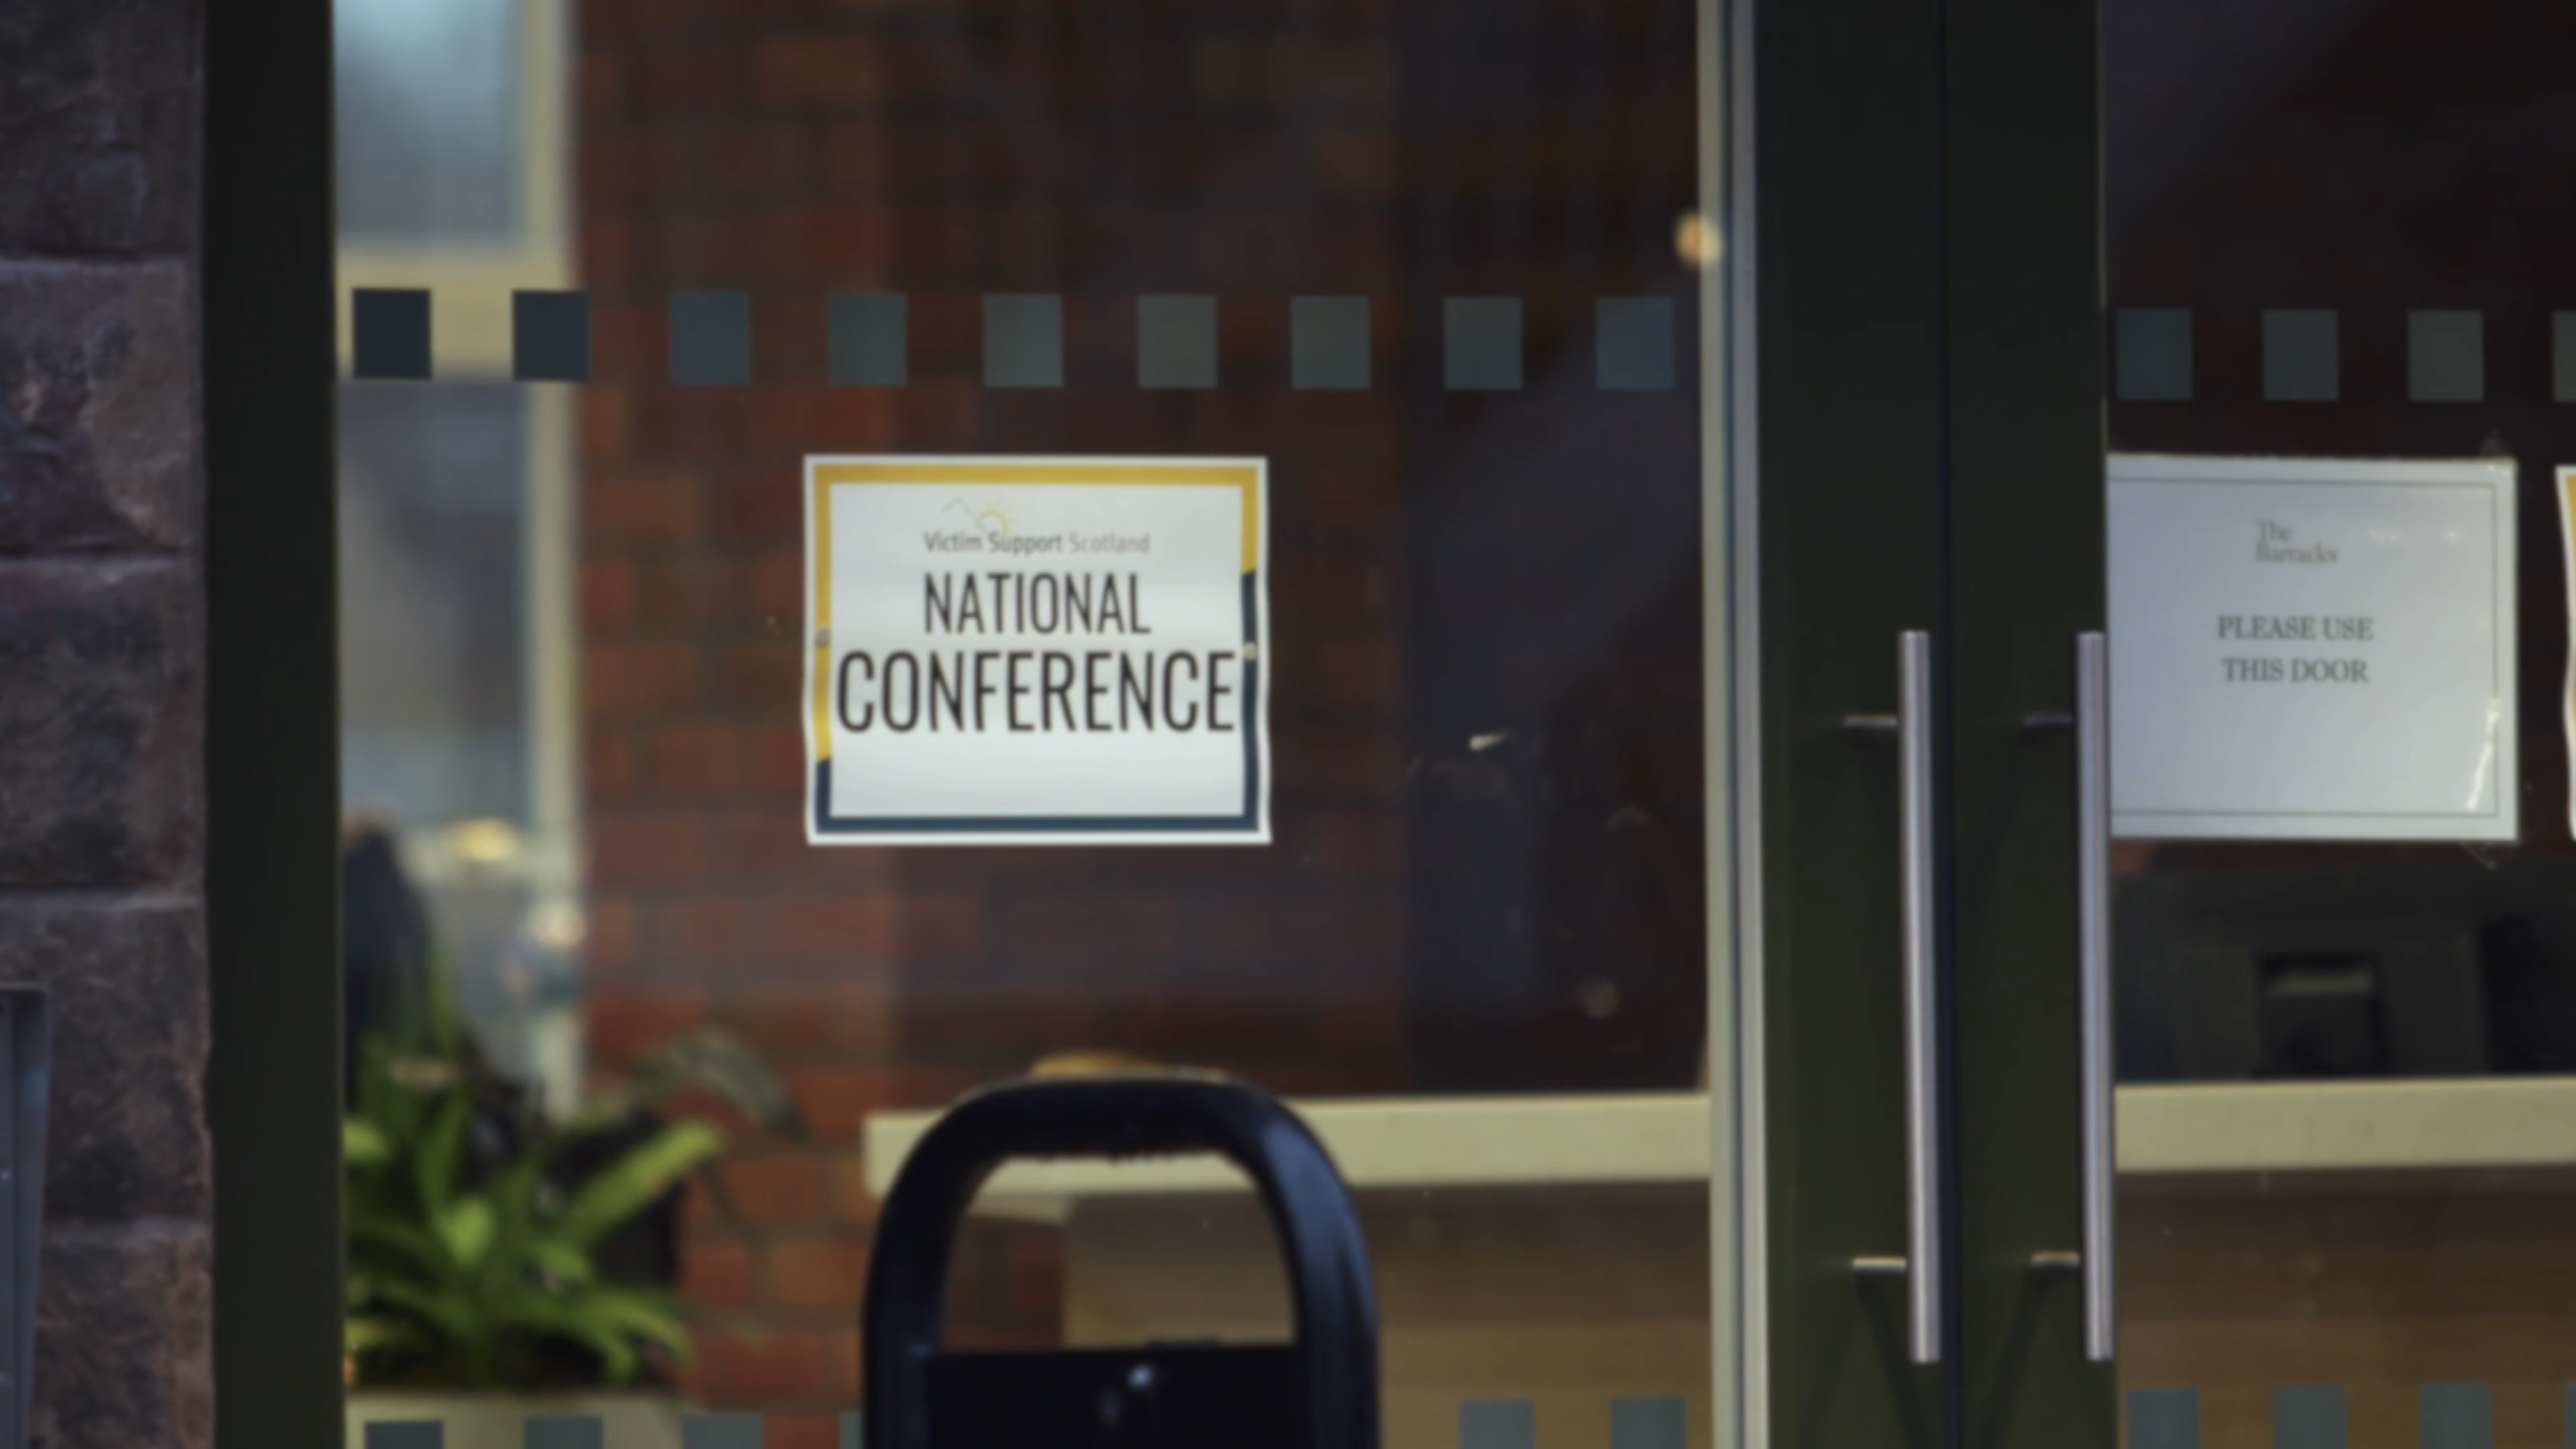 Victim Support Scotland
NATIONAL
CONFERENCE
The
Barracks
PLEASE USE
THIS DOOR